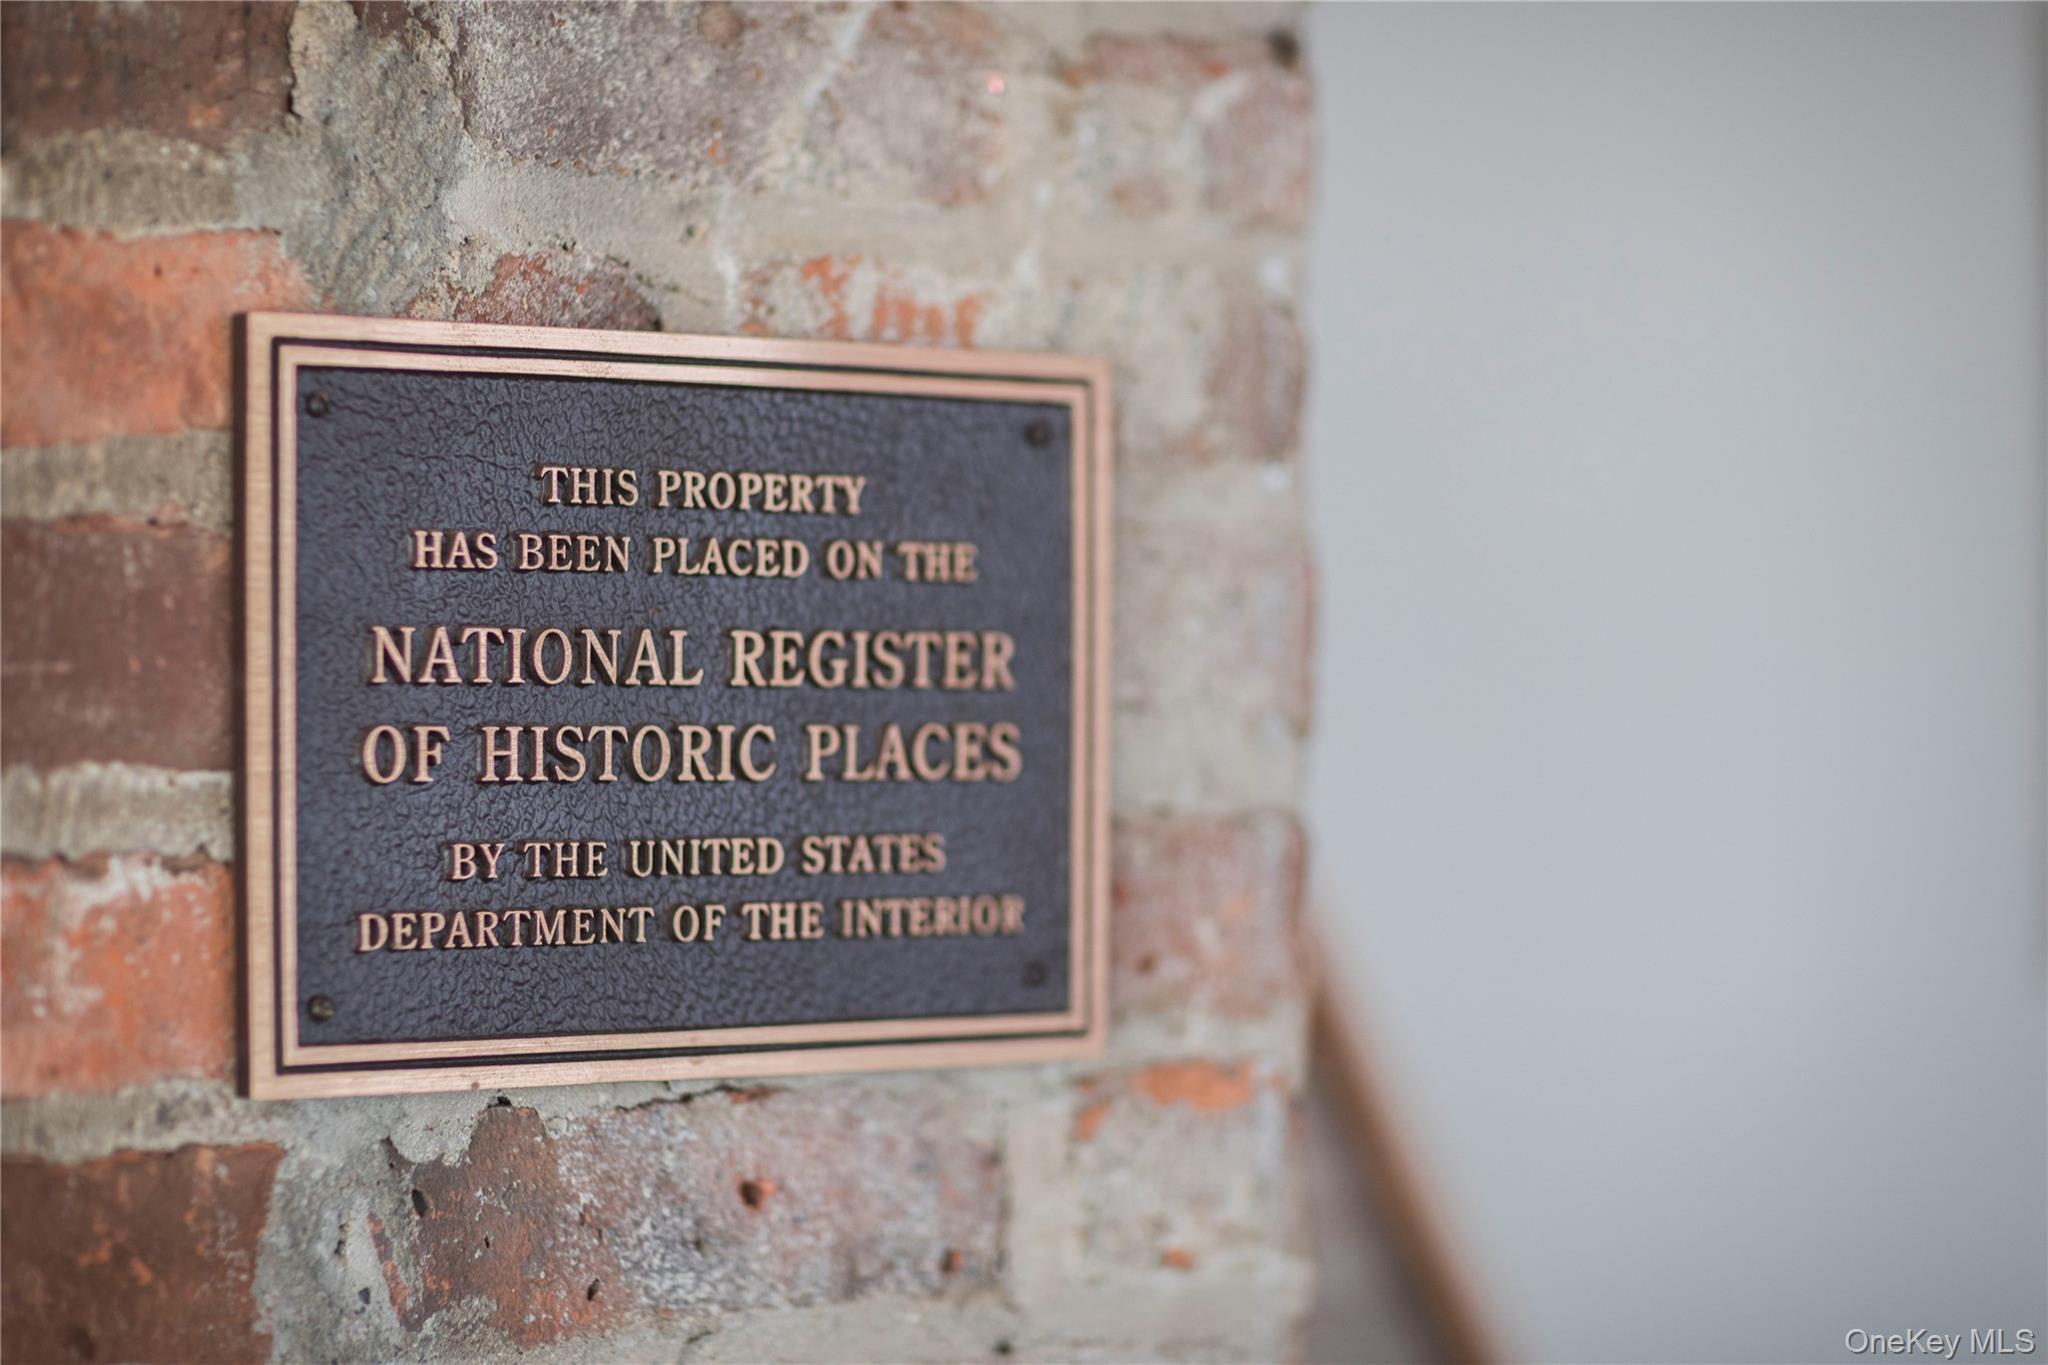 THIS PROPERTY
HAS BEEN PLACED ON THE
NATIONAL REGISTER
OF HISTORIC PLACES
BY THE UNITED STATES
DEPARTMENT OF THE INTERIOR
OneKey MLS